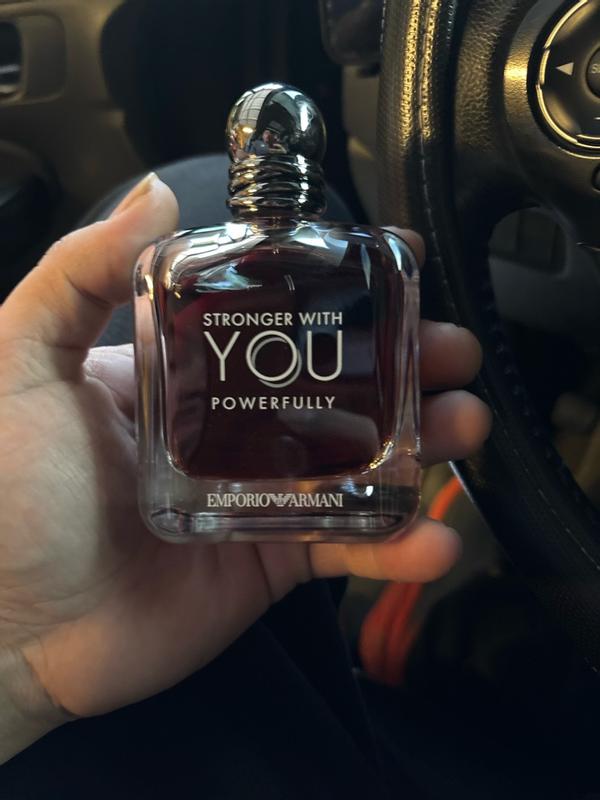 STRONGER WITH
YOU
POWERFULLY
EMPORIO ARMANI